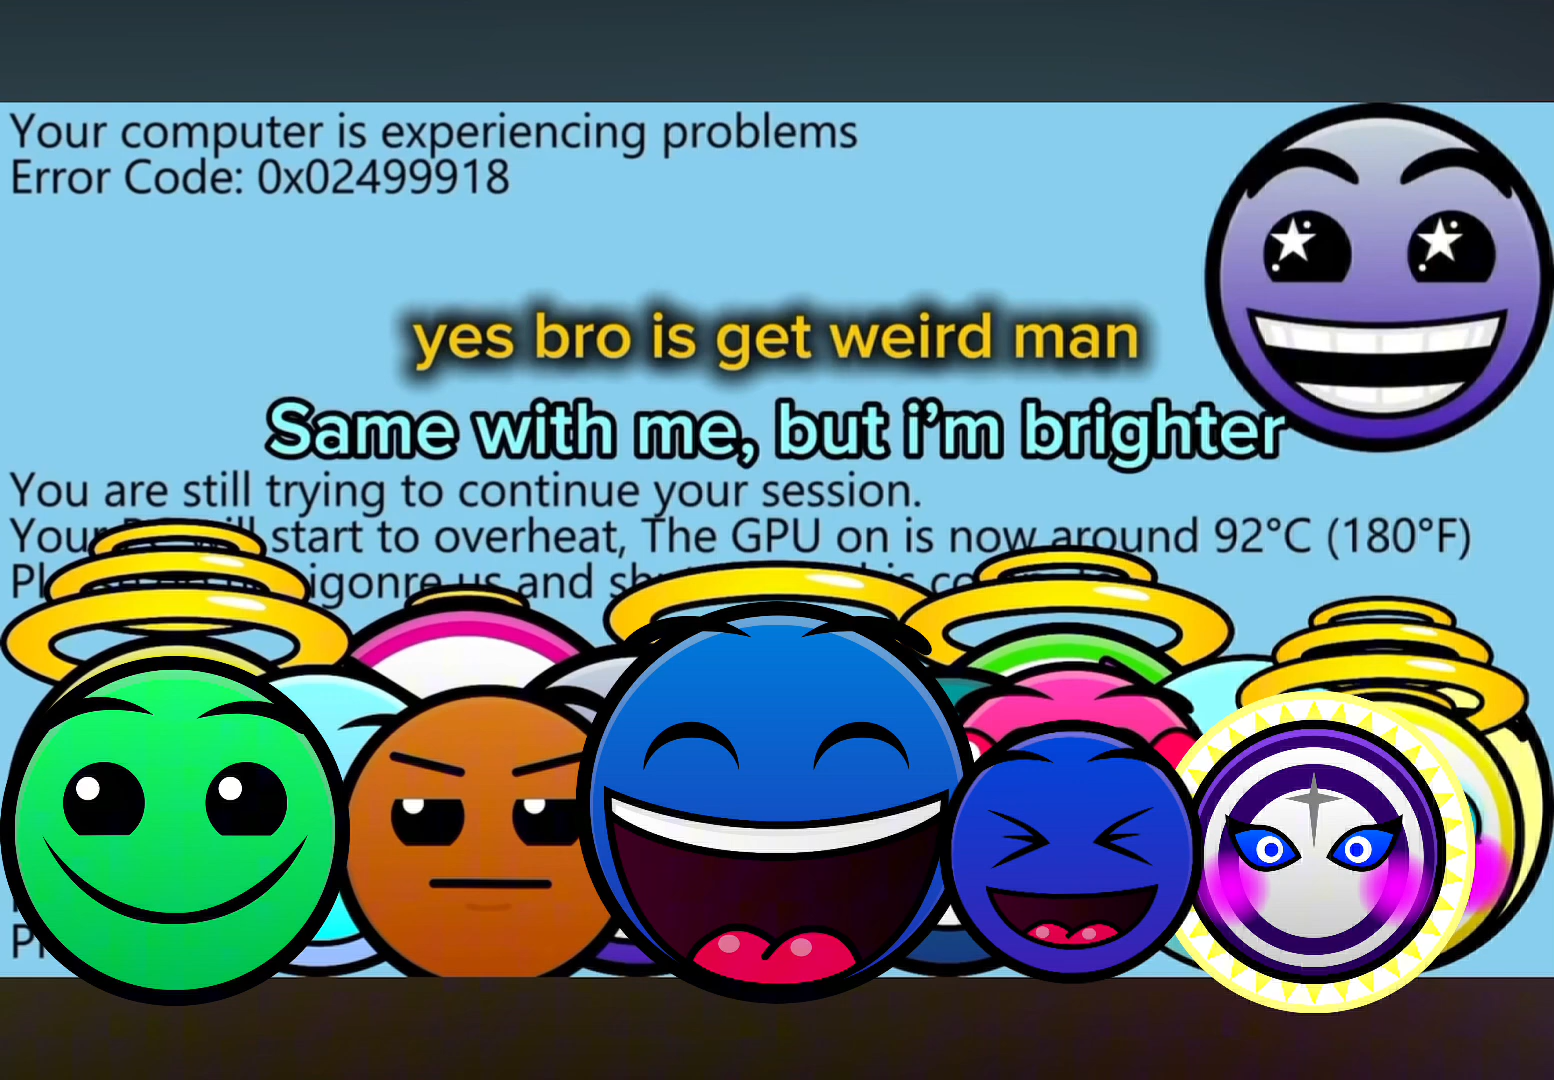 Your computer is experiencing problems
Error Code: 0x02499918
yes bro is get weird man
Same with me, but i'm brighter
You are still trying to continue your session.
Your will start to overheat, The GPU on is now around 92°C (180°F)
igonre us and